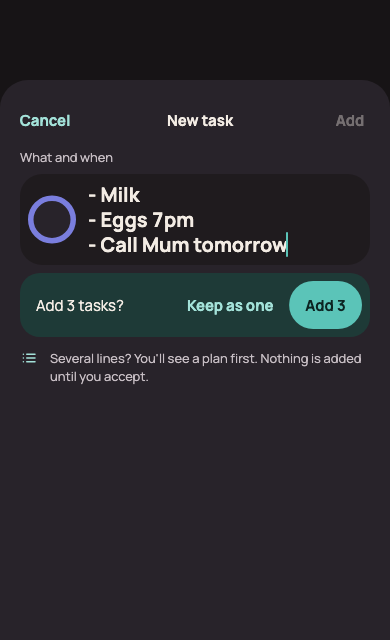 Cancel
New task
Add
What and when
- Milk
- Eggs 7pm
- Call Mum tomorrow
Add 3 tasks?
Keep as one
Add 3
Several lines? You'll see a plan first. Nothing is added
until you accept.